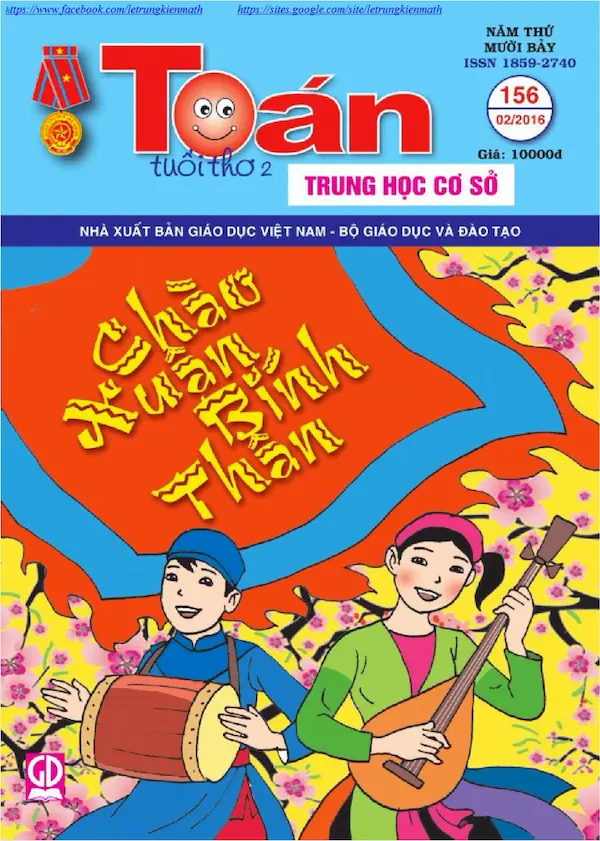 https://www.facebook.com/letrungkienmath https://sites.google.com/site/letrungkienmath
NĂM THỨ
MƯỜI BẢY
ISSN 1859-2740
156
02/2016
Giá: 10000đ
Toán
tuổi thơ 2
TRUNG HỌC CƠ SỞ
NHÀ XUẤT BẢN GIÁO DỤC VIỆT NAM - BỘ GIÁO DỤC VÀ ĐÀO TẠO
Chào
Xuân
Bính
Thân
GD